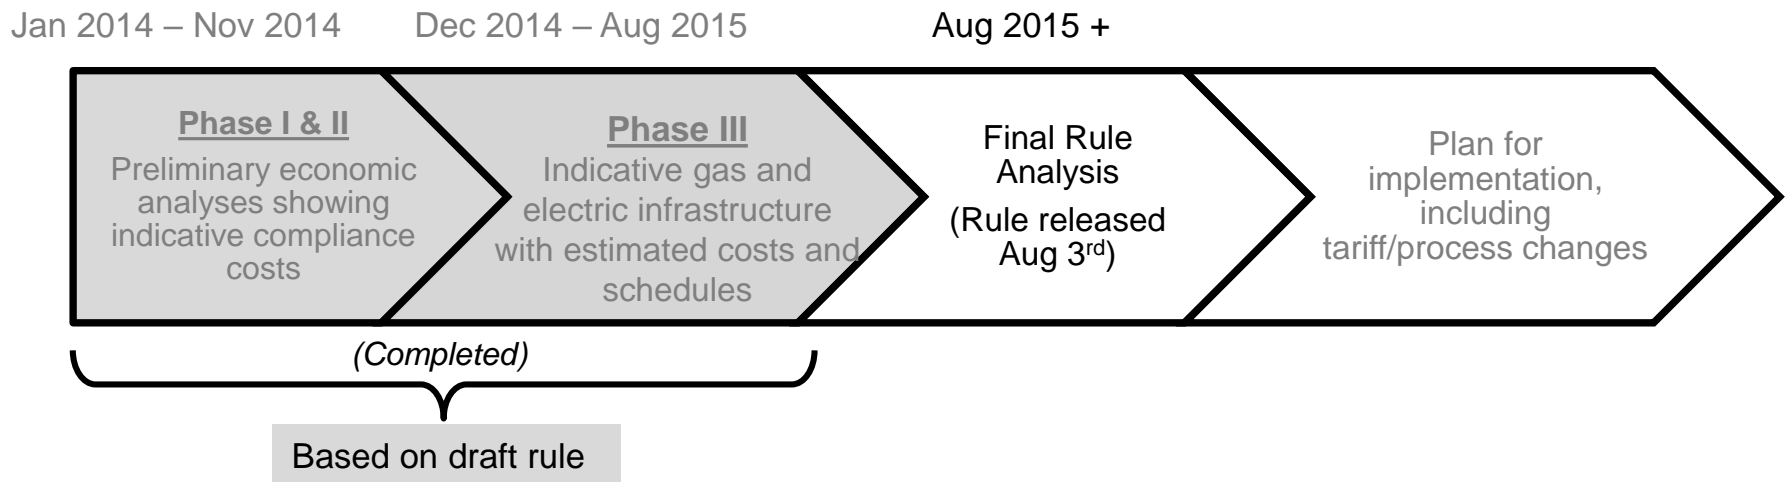 Jan 2014 – Nov 2014
Dec 2014 – Aug 2015
Aug 2015 +
Phase I & II
Preliminary economic
analyses showing
indicative compliance
costs
Phase III
Indicative gas and
electric infrastructure
with estimated costs and
schedules
Final Rule
Analysis
(Rule released
Aug 3rd)
Plan for
implementation,
including
tariff/process changes
(Completed)
Based on draft rule